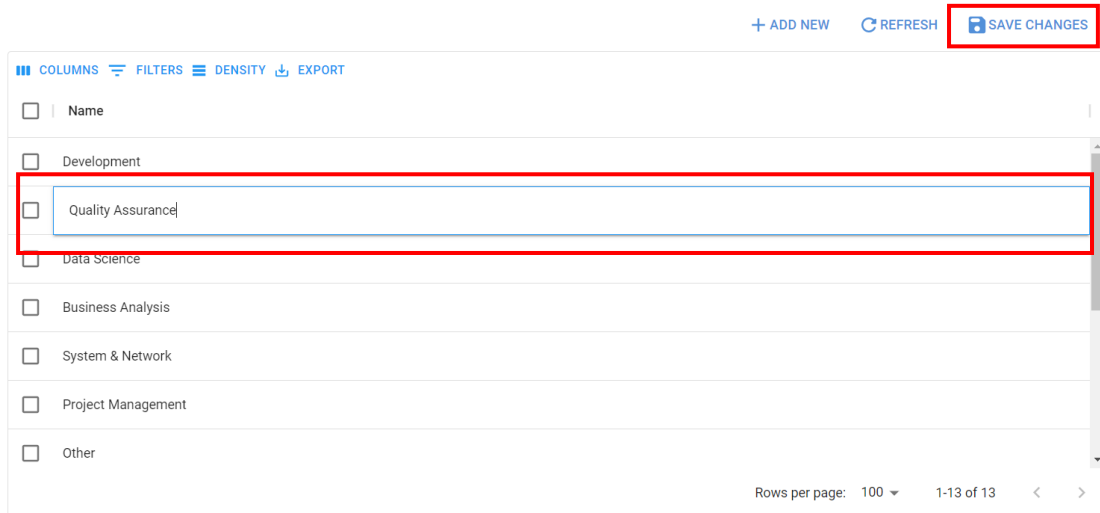 ADD NEW REFRESH SAVE CHANGES
COLUMNS FILTERS DENSITY EXPORT
Name
Development
Quality Assurance
Data Science
Business Analysis
System & Network
Project Management
Other
Rows per page: 100 1-13 of 13